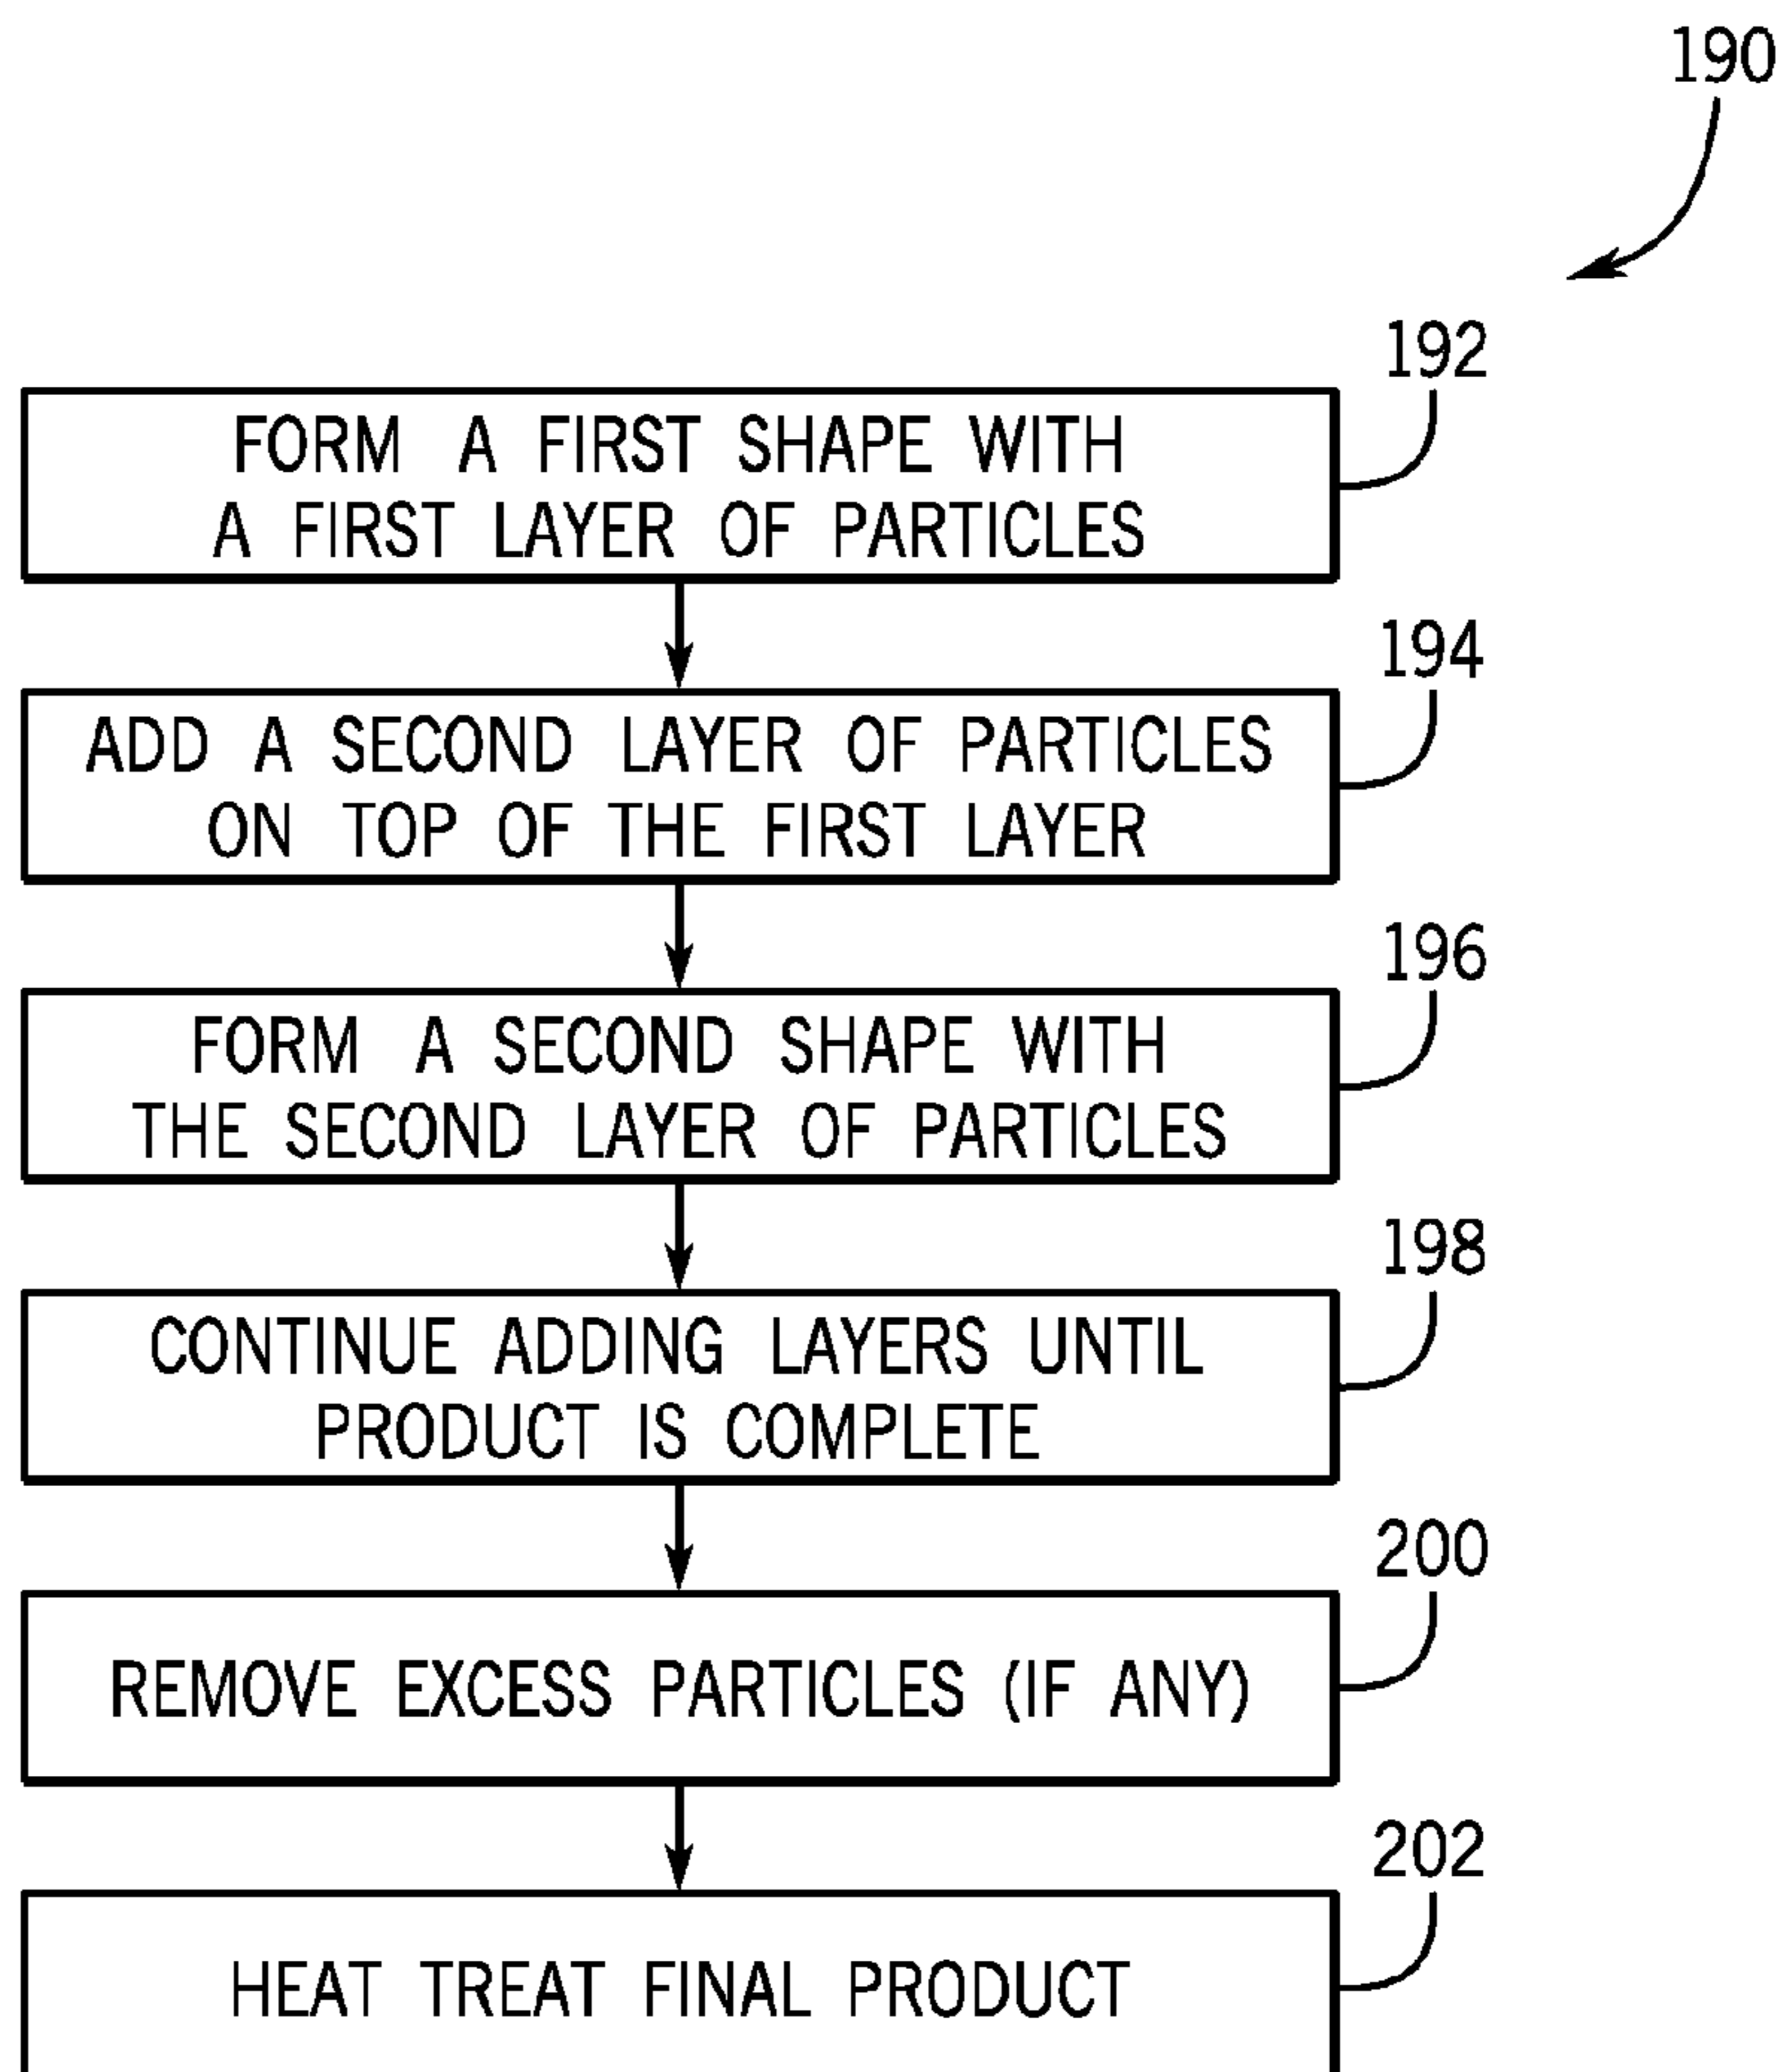 190
192
FORM A FIRST SHAPE WITH
A FIRST LAYER OF PARTICLES
194
ADD A SECOND LAYER OF PARTICLES
ON TOP OF THE FIRST LAYER
196
FORM A SECOND SHAPE WITH
THE SECOND LAYER OF PARTICLES
198
CONTINUE ADDING LAYERS UNTIL
PRODUCT IS COMPLETE
200
REMOVE EXCESS PARTICLES (IF ANY)
202
HEAT TREAT FINAL PRODUCT